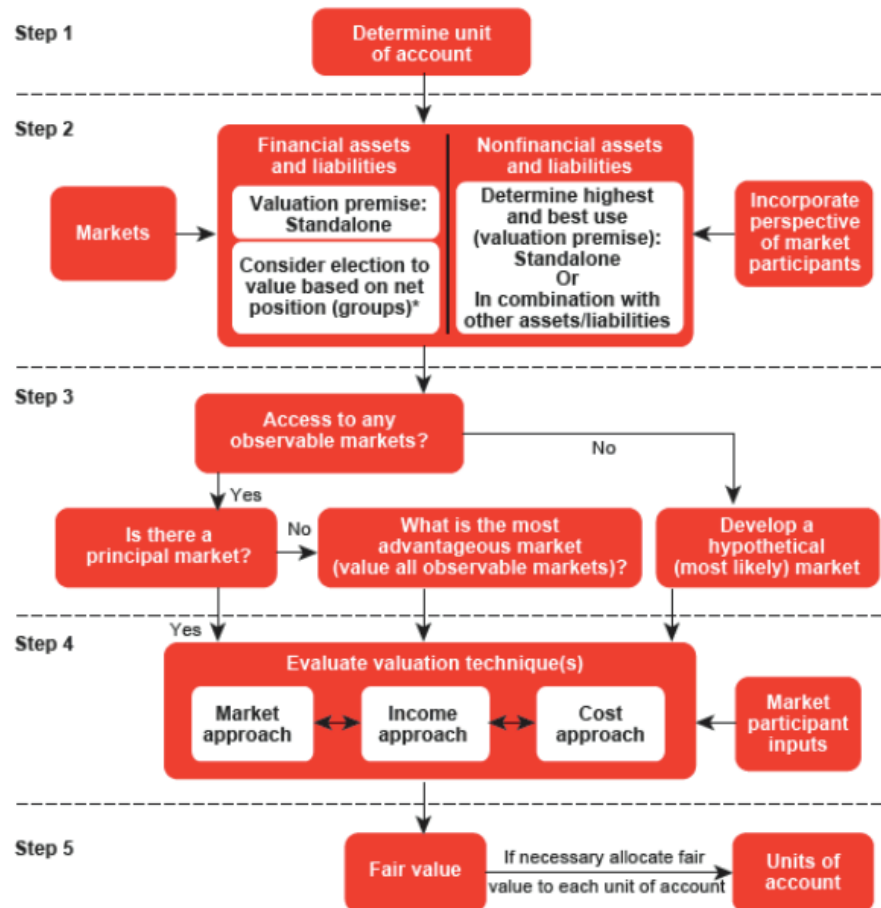 Step 1
Determine unit
of account
Step 2
Financial assets
and liabilities
Nonfinancial assets
and liabilities
Markets
Valuation premise:
Standalone
Consider election to
value based on net
position (groups)*
Determine highest
and best use
(valuation premise):
Standalone
Or
In combination with
other assets/liabilities
Incorporate
perspective
of market
participants
Step 3
Access to any
observable markets?
No
Yes
Is there a
principal market?
No
What is the most
advantageous market
(value all observable markets)?
Develop a
hypothetical
(most likely) market
Step 4
Yes
Evaluate valuation technique(s)
Market
approach
Income
approach
Cost
approach
Market
participant
inputs
Step 5
Fair value
If necessary allocate fair
value to each unit of account
Units of
account